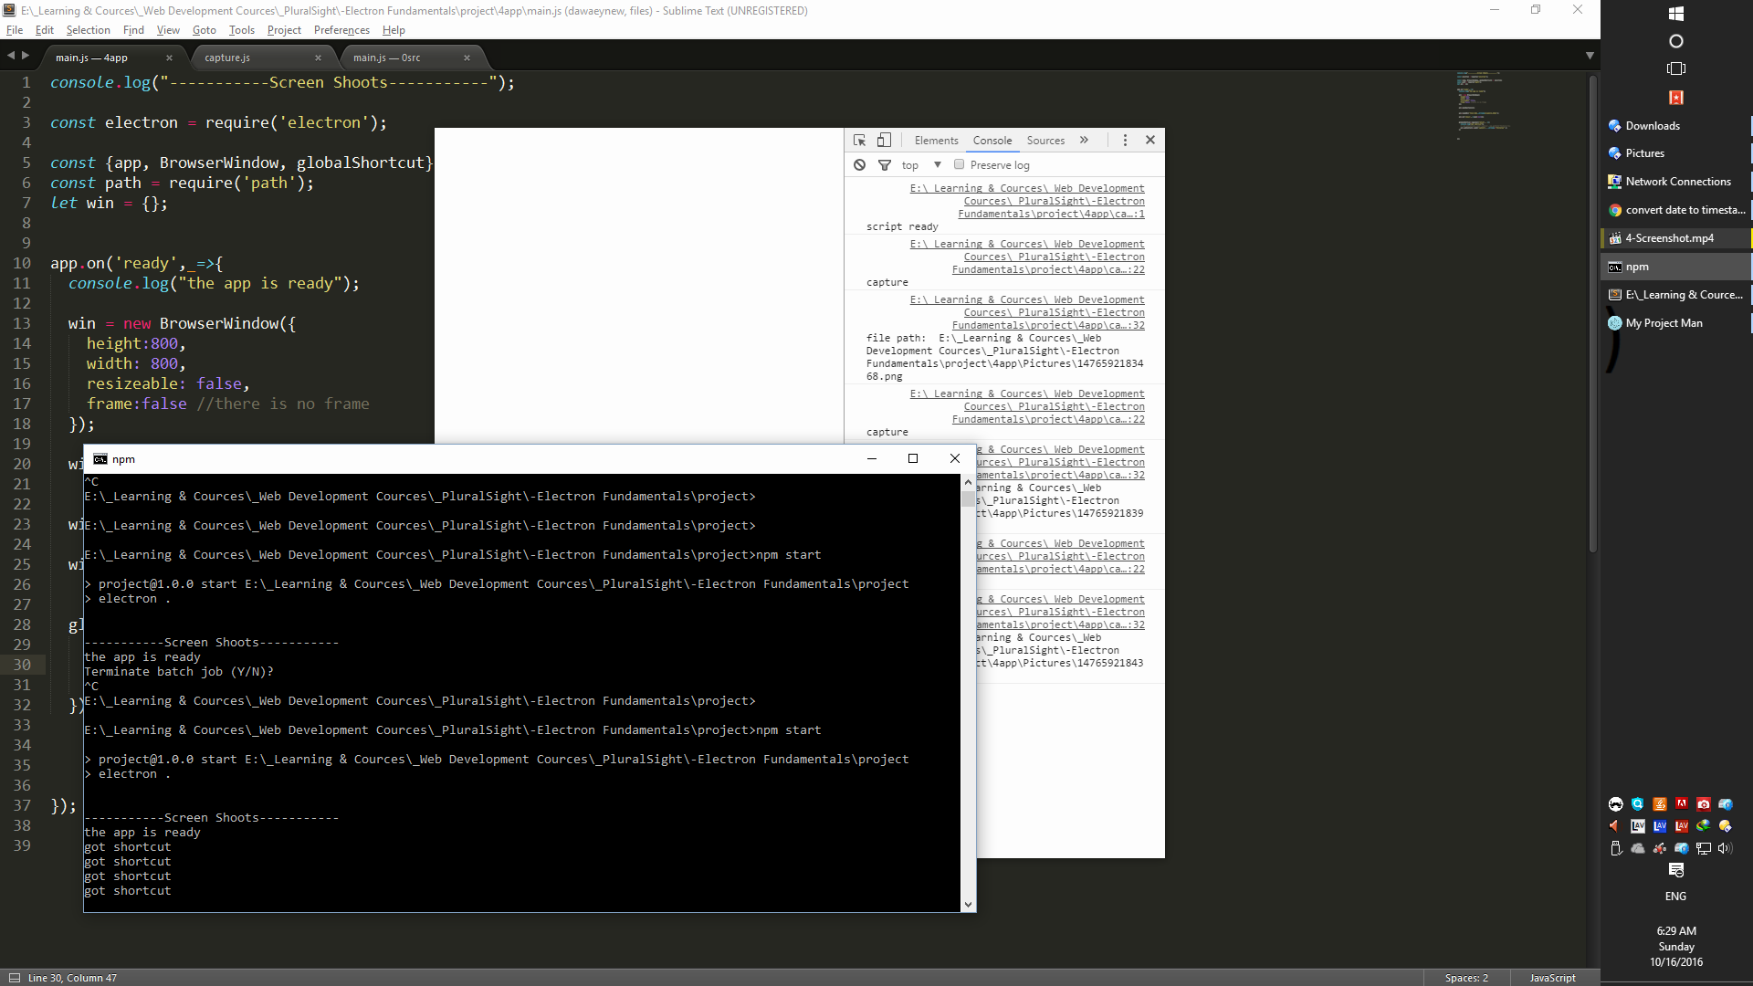 E:\_Learning & Cources\_Web Development Cources\_PluralSight\-Electron Fundamentals\project\4app\main.js (dawaeynew, files) - Sublime Text (UNREGISTERED)
File Edit Selection Find View Goto Tools Project Preferences Help
main.js — 4app
capture.js
main.js — 0src
1 console.log("-----------Screen Shoots-----------");
2
3 const electron = require('electron');
4
5 const {app, BrowserWindow, globalShortcut}
6 const path = require('path');
7 let win = {};
8
9
10 app.on('ready',_=>{
11 console.log("the app is ready");
12
13 win = new BrowserWindow({
14 height:800,
15 width: 800,
16 resizeable: false,
17 frame:false //there is no frame
18 });
19
20 wi
21
22
23 wi
24
25 wi
26
27
28 gl
29
30
31
32 })
33
34
35
36
37 });
38
39
Elements Console Sources »
top Preserve log
E:\_Learning & Cources\_Web Development
Cources\_PluralSight\-Electron
Fundamentals\project\4app\ca…:1
script ready
E:\_Learning & Cources\_Web Development
Cources\_PluralSight\-Electron
Fundamentals\project\4app\ca…:22
capture
E:\_Learning & Cources\_Web Development
Cources\_PluralSight\-Electron
Fundamentals\project\4app\ca…:32
file path: E:\_Learning & Cources\_Web
Development Cources\_PluralSight\-Electron
Fundamentals\project\4app\Pictures\14765921834
68.png
E:\_Learning & Cources\_Web Development
Cources\_PluralSight\-Electron
Fundamentals\project\4app\ca…:22
capture
g & Cources\_Web Development
urces\_PluralSight\-Electron
amentals\project\4app\ca…:32
arning & Cources\_Web
s\_PluralSight\-Electron
ct\4app\Pictures\14765921839
g & Cources\_Web Development
urces\_PluralSight\-Electron
amentals\project\4app\ca…:22
g & Cources\_Web Development
urces\_PluralSight\-Electron
amentals\project\4app\ca…:32
arning & Cources\_Web
s\_PluralSight\-Electron
ct\4app\Pictures\14765921843
npm
^C
E:\_Learning & Cources\_Web Development Cources\_PluralSight\-Electron Fundamentals\project>
E:\_Learning & Cources\_Web Development Cources\_PluralSight\-Electron Fundamentals\project>
E:\_Learning & Cources\_Web Development Cources\_PluralSight\-Electron Fundamentals\project>npm start
> project@1.0.0 start E:\_Learning & Cources\_Web Development Cources\_PluralSight\-Electron Fundamentals\project
> electron .
-----------Screen Shoots-----------
the app is ready
Terminate batch job (Y/N)?
^C
E:\_Learning & Cources\_Web Development Cources\_PluralSight\-Electron Fundamentals\project>
E:\_Learning & Cources\_Web Development Cources\_PluralSight\-Electron Fundamentals\project>npm start
> project@1.0.0 start E:\_Learning & Cources\_Web Development Cources\_PluralSight\-Electron Fundamentals\project
> electron .
-----------Screen Shoots-----------
the app is ready
got shortcut
got shortcut
got shortcut
got shortcut
Line 30, Column 47
Spaces: 2
JavaScript
Downloads
Pictures
Network Connections
convert date to timesta...
4-Screenshot.mp4
npm
E:\_Learning & Cource...
My Project Man
LAV LAV LAV
ENG
6:29 AM
Sunday
10/16/2016